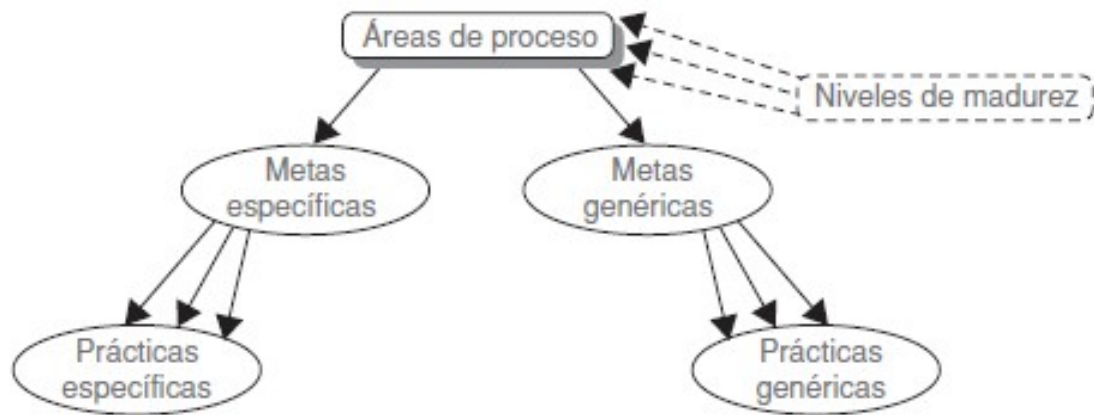 Áreas de proceso
Niveles de madurez
Metas
específicas
Metas
genéricas
Prácticas
específicas
Prácticas
genéricas